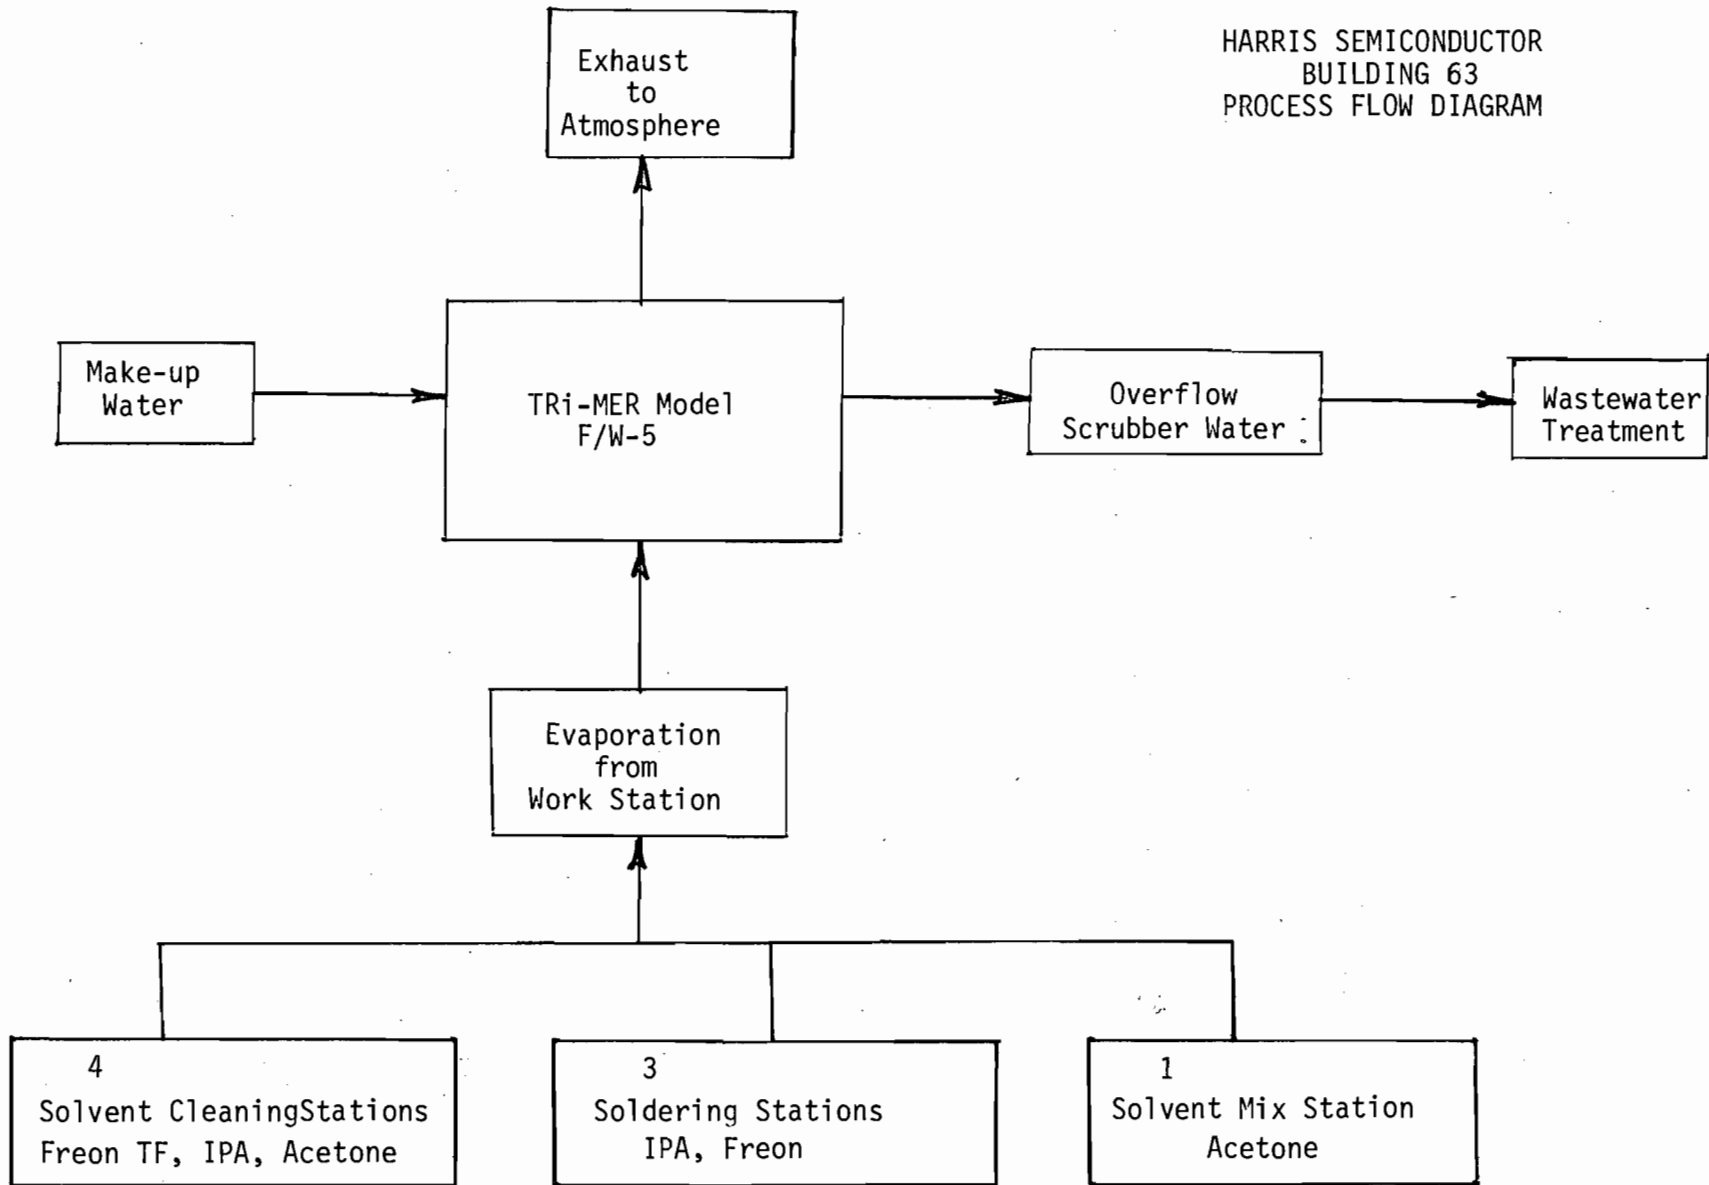 HARRIS SEMICONDUCTOR
BUILDING 63
PROCESS FLOW DIAGRAM
Exhaust
to
Atmosphere
Make-up
Water
TRi-MER Model
F/W-5
Overflow
Scrubber Water
Wastewater
Treatment
Evaporation
from
Work Station
4
Solvent CleaningStations
Freon TF, IPA, Acetone
3
Soldering Stations
IPA, Freon
1
Solvent Mix Station
Acetone